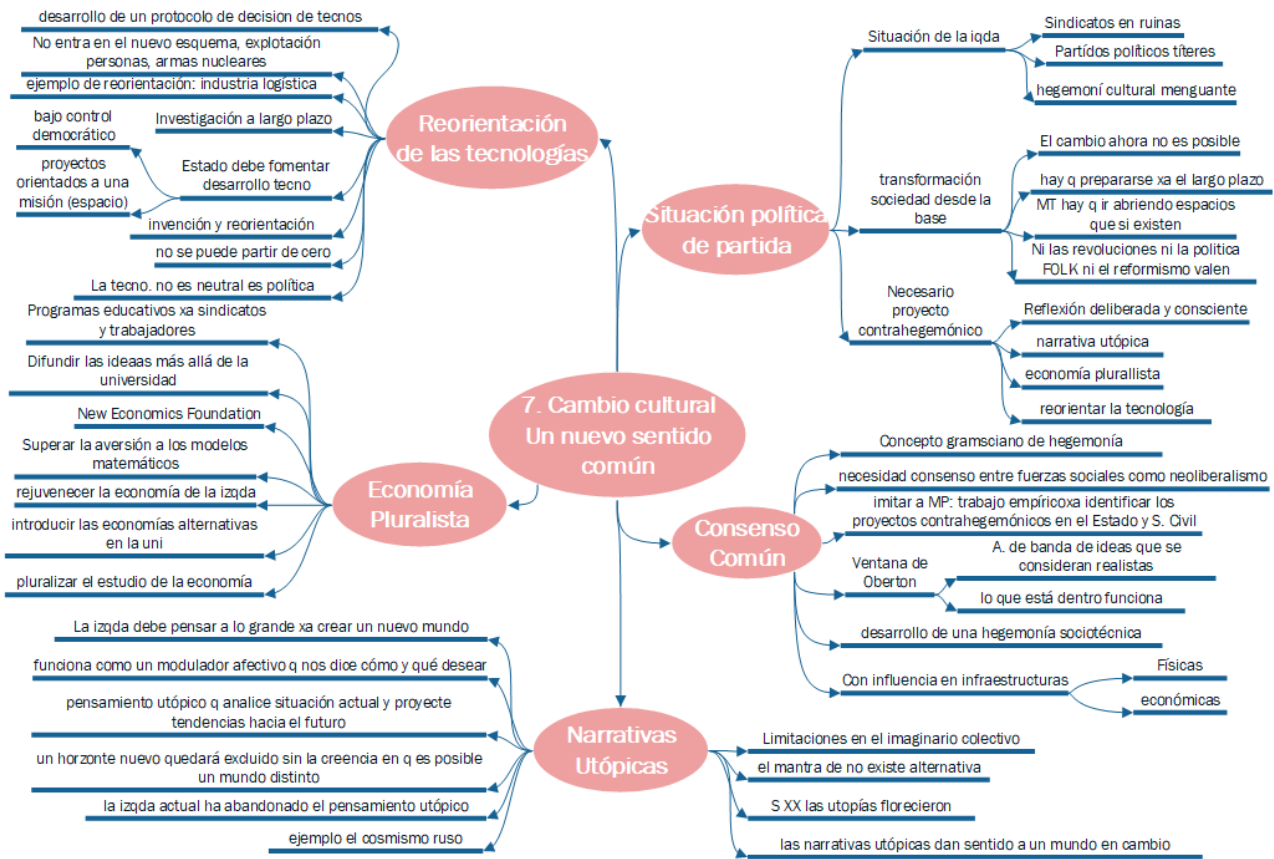 desarrollo de un protocolo de decision de tecnos
No entra en el nuevo esquema, explotación
personas, armas nucleares
ejemplo de reorientación: industria logística
bajo control
democrático
Investigación a largo plazo
proyectos
orientados a una
misión (espacio)
Estado debe fomentar
desarrollo tecno
invención y reorientación
no se puede partir de cero
La tecno. no es neutral es política
Reorientación
de las tecnologías
Situación política
de partida
Situación de la iqda
Sindicatos en ruinas
Partídos políticos títeres
hegemoní cultural menguante
transformación
sociedad desde la
base
El cambio ahora no es posible
hay q prepararse xa el largo plazo
MT hay q ir abriendo espacios
que si existen
Ni las revoluciones ni la politica
FOLK ni el reformismo valen
Necesario
proyecto
contrahegemónico
Reflexión deliberada y consciente
narrativa utópica
economía plurallista
reorientar la tecnología
Programas educativos xa sindicatos
y trabajadores
Difundir las ideaas más allá de la
universidad
New Economics Foundation
Superar la aversión a los modelos
matemáticos
rejuvenecer la economía de la izqda
introducir las economías alternativas
en la uni
pluralizar el estudio de la economía
Economía
Pluralista
7. Cambio cultural
Un nuevo sentido
común
Consenso
Común
Concepto gramsciano de hegemonía
necesidad consenso entre fuerzas sociales como neoliberalismo
imitar a MP: trabajo empíricoxa identificar los
proyectos contrahegemónicos en el Estado y S. Civil
Ventana de
Oberton
A. de banda de ideas que se
consideran realistas
lo que está dentro funciona
desarrollo de una hegemonía sociotécnica
Con influencia en infraestructuras
Físicas
económicas
La izqda debe pensar a lo grande xa crear un nuevo mundo
funciona como un modulador afectivo q nos dice cómo y qué desear
pensamiento utópico q analice situación actual y proyecte
tendencias hacia el futuro
un horzonte nuevo quedará excluido sin la creencia en q es posible
un mundo distinto
la izqda actual ha abandonado el pensamiento utópico
ejemplo el cosmismo ruso
Narrativas
Utópicas
Limitaciones en el imaginario colectivo
el mantra de no existe alternativa
S XX las utopías florecieron
las narrativas utópicas dan sentido a un mundo en cambio